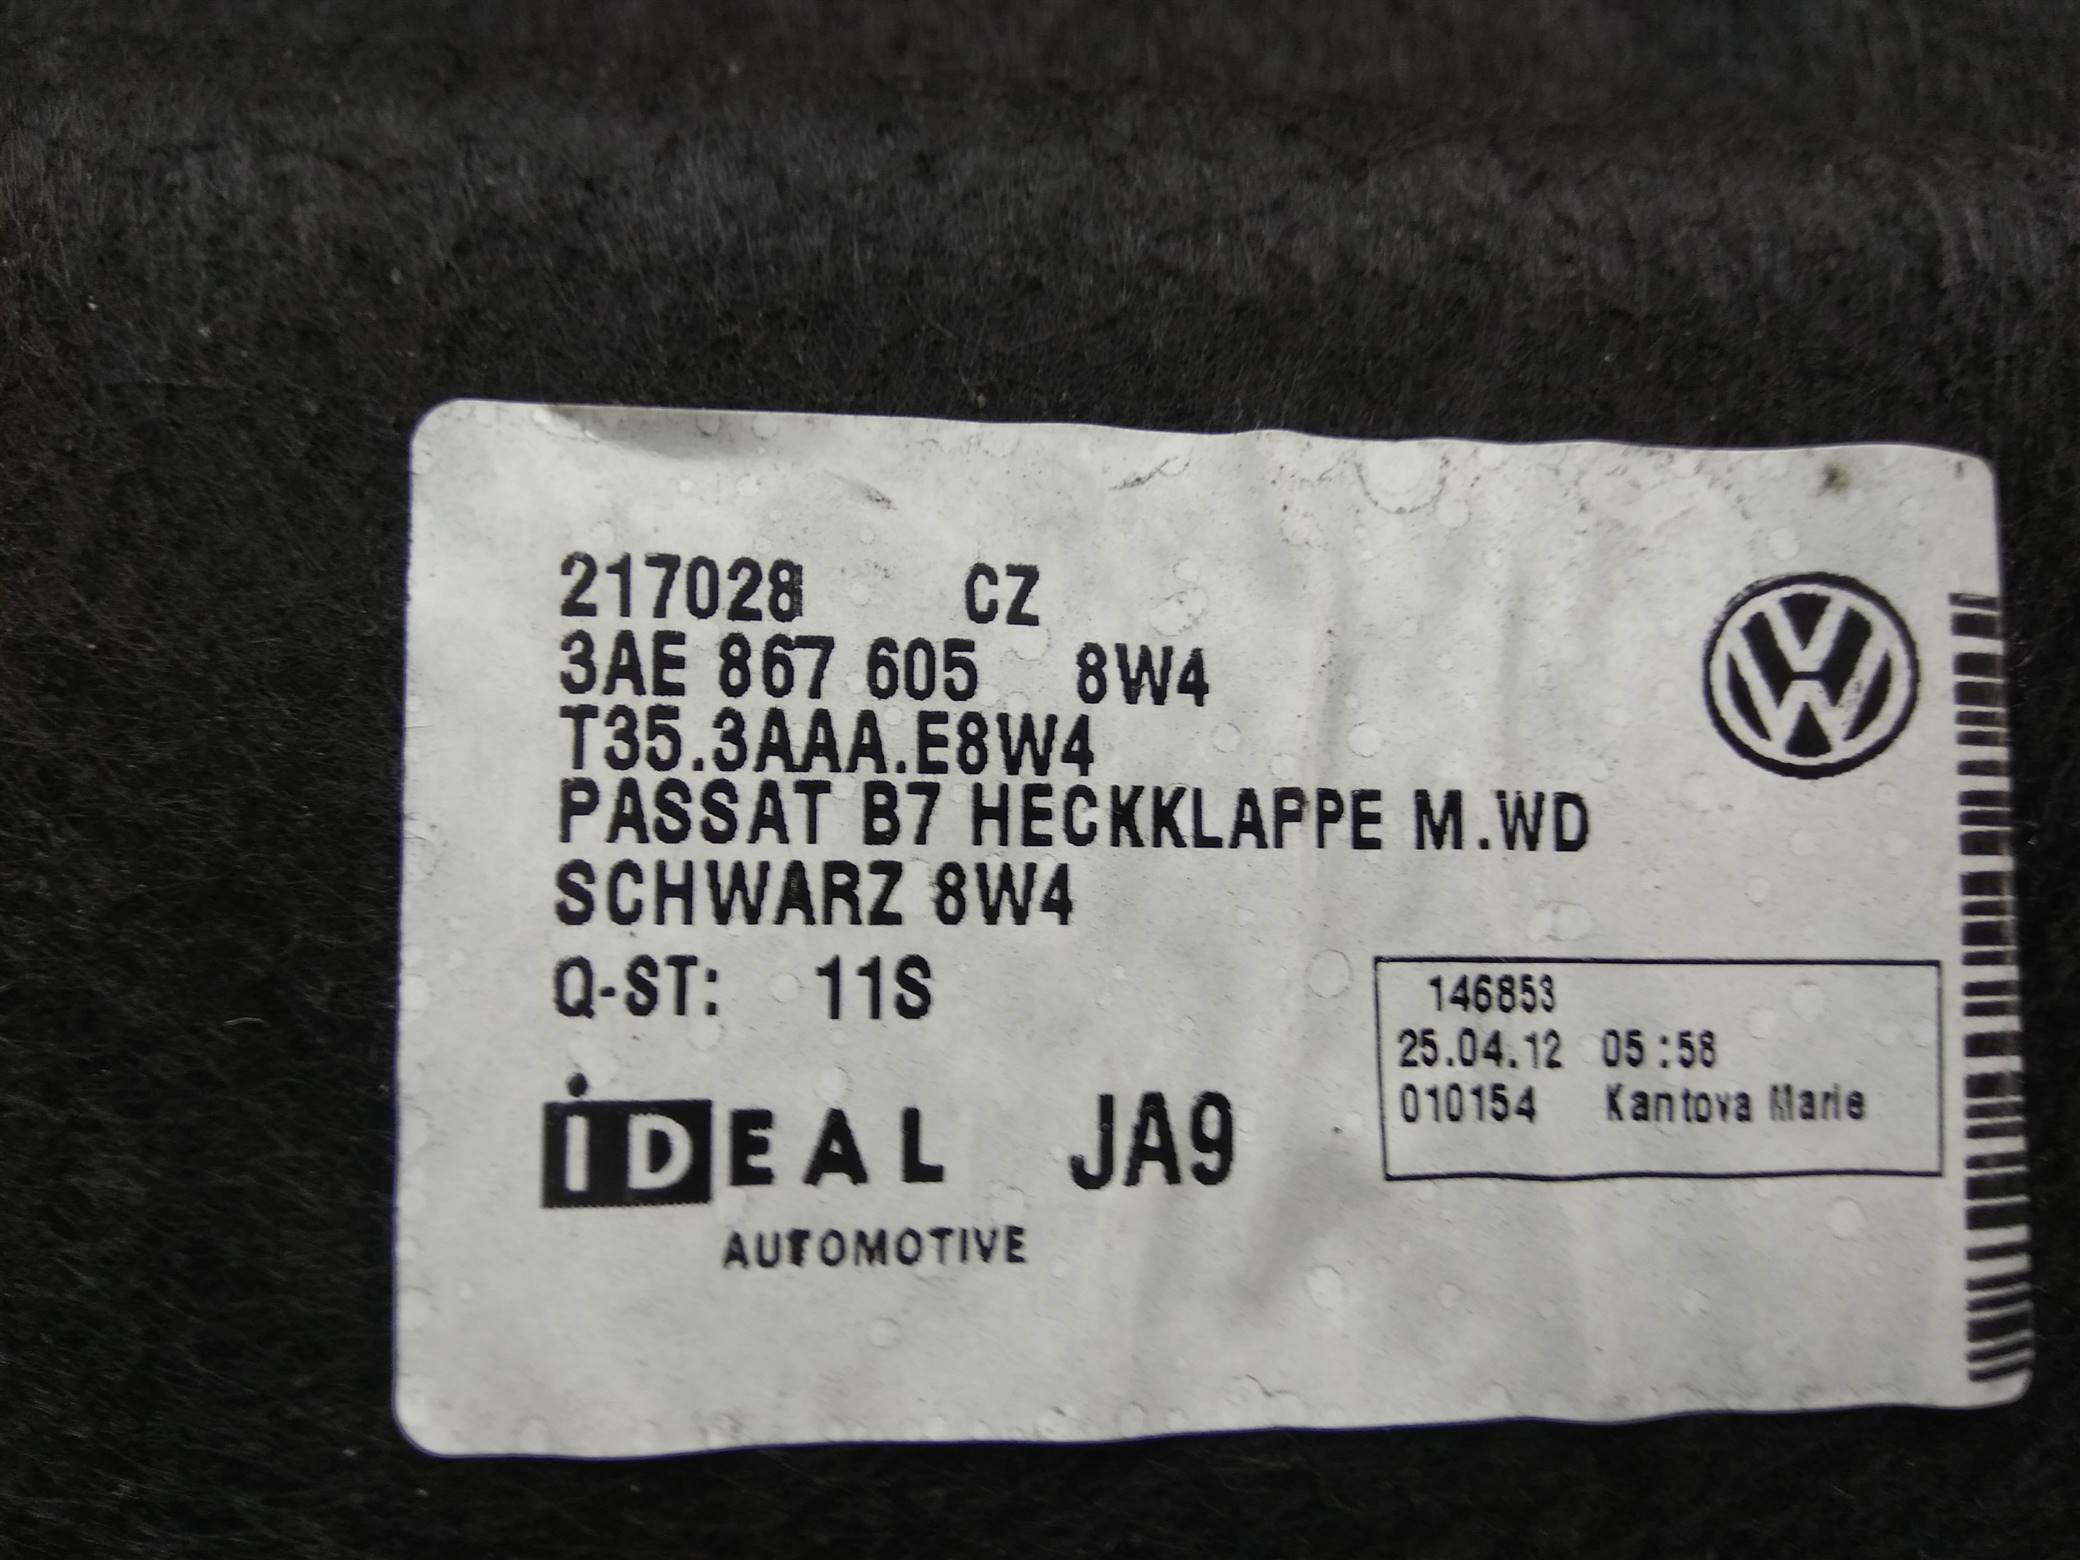 217028 CZ
3AE 867 605 8W4
T35.3AAA.E8W4
PASSAT B7 HECKKLAPPE M.WD
SCHWARZ 8W4
Q-ST: 11S
146853
25.04.12 05:58
010154 Kantova Marie
iDEAL JA9
AUTOMOTIVE